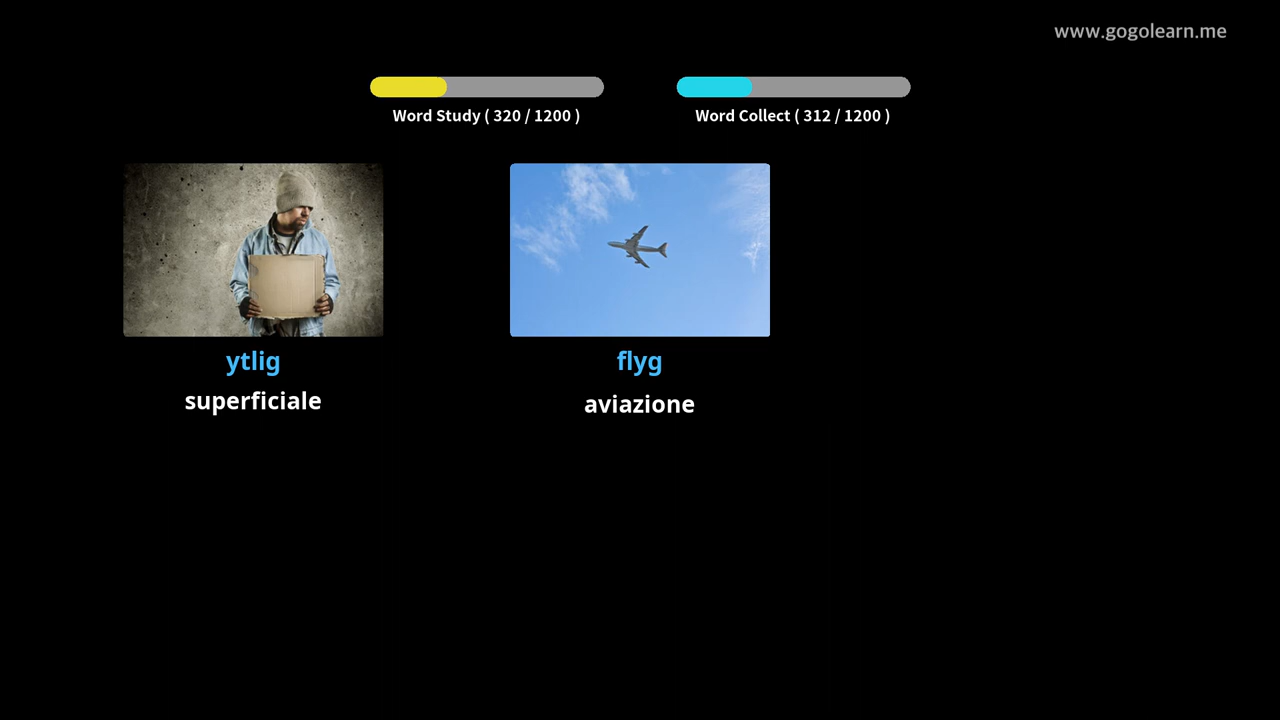 www.gogolearn.me
Word Study ( 320 / 1200 )
Word Collect ( 312 / 1200 )
ytlig
superficiale
flyg
aviazione